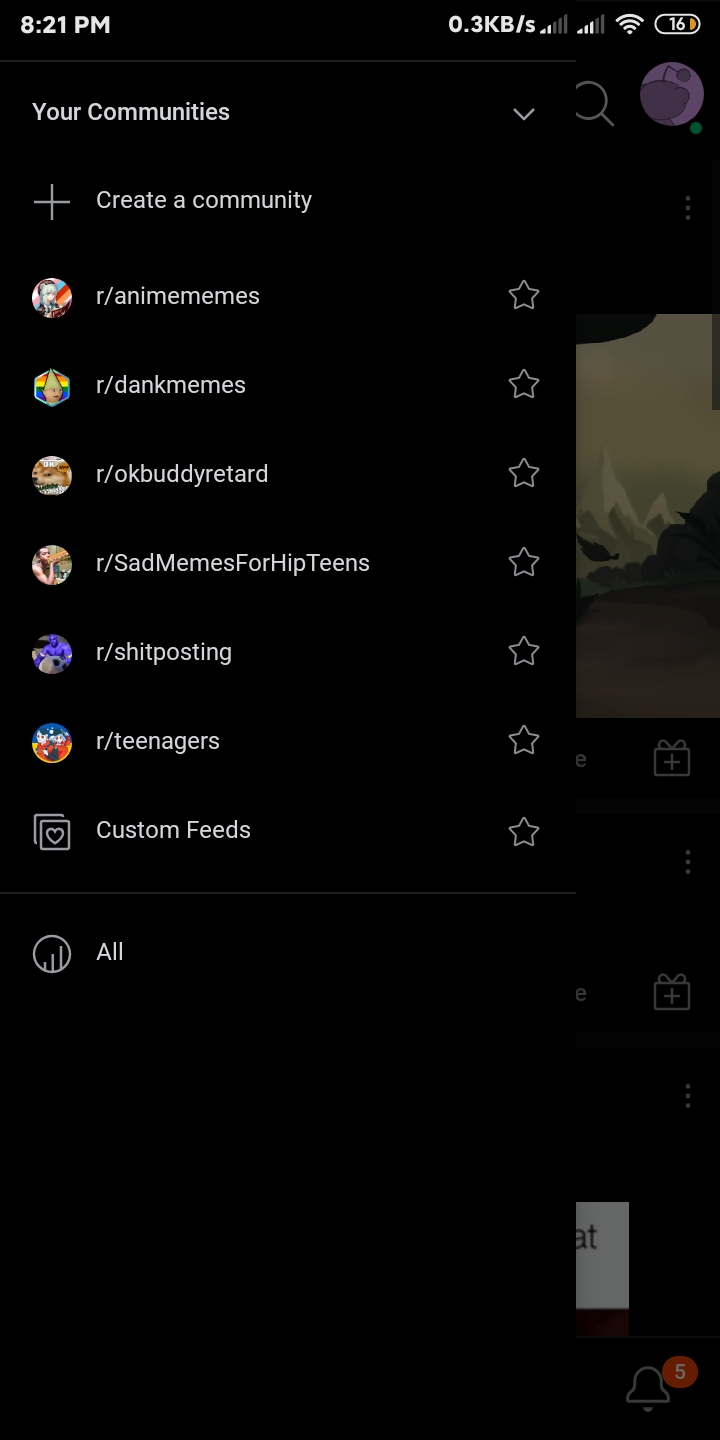 8:21 PM 0.3KB/s 16
Your Communities
Create a community
r/animememes
r/dankmemes
r/okbuddyretard
r/SadMemesForHipTeens
r/shitposting
r/teenagers
e
Custom Feeds
All
e
at
5